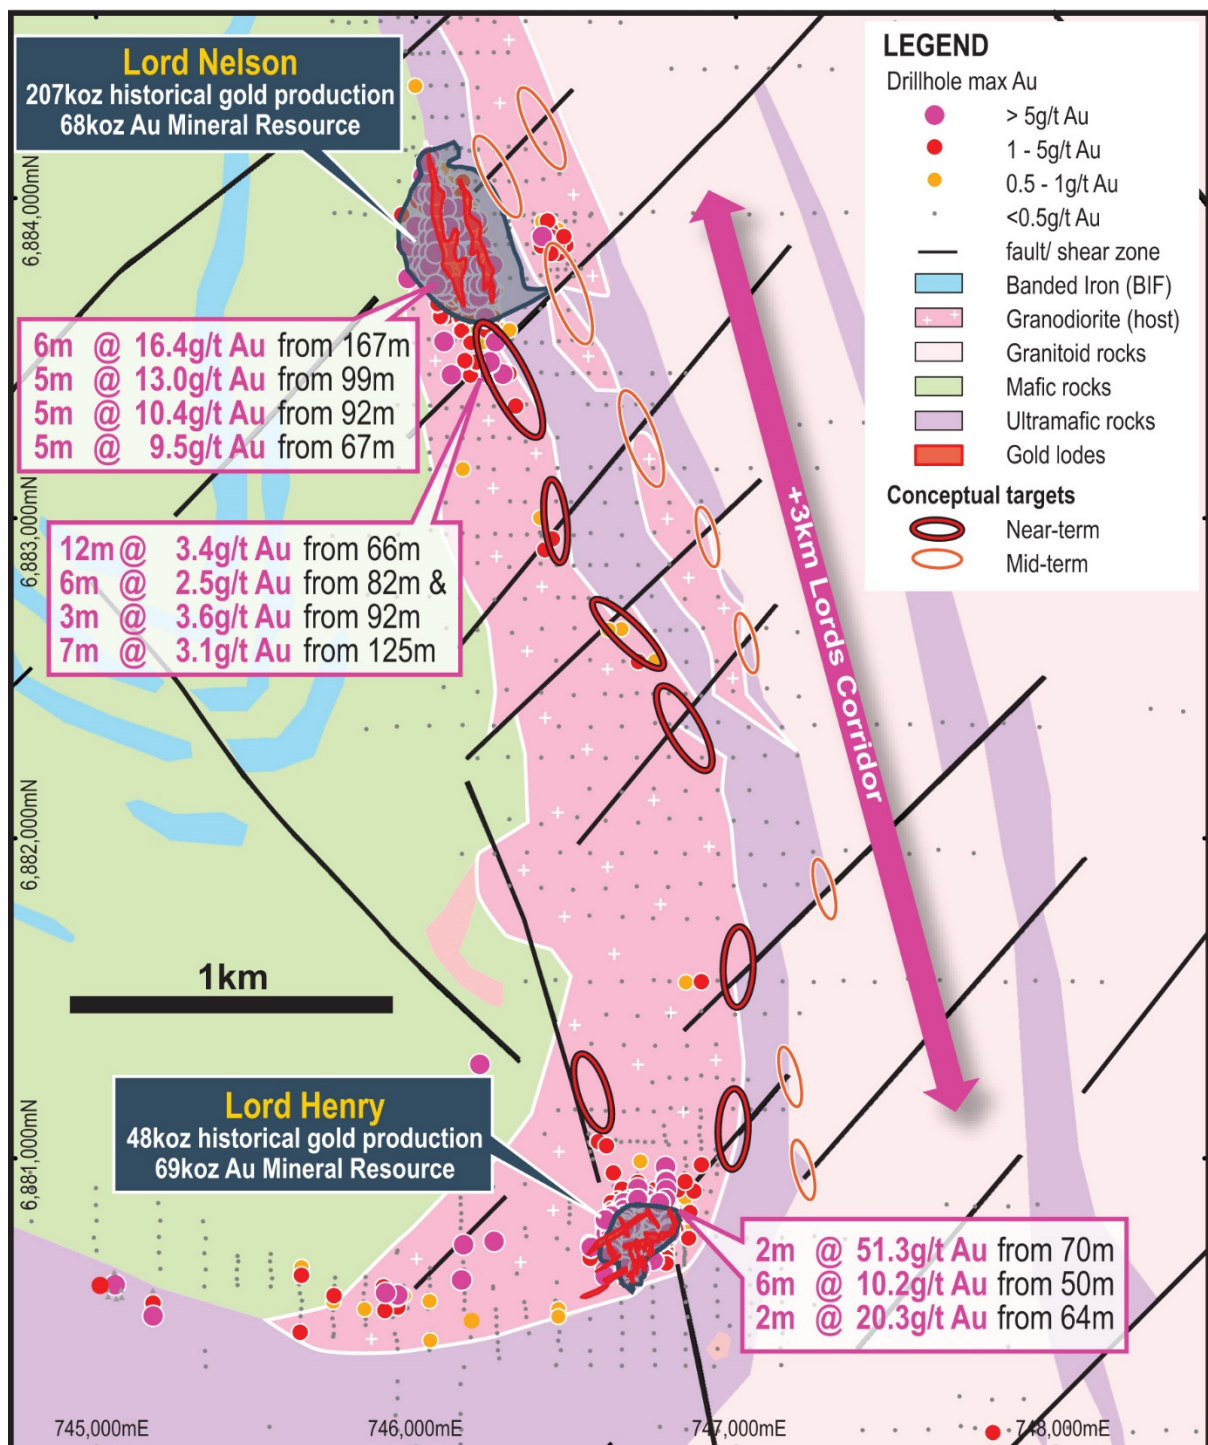 Lord Nelson
207koz historical gold production
68koz Au Mineral Resource
LEGEND
Drillhole max Au
> 5g/t Au
1 - 5g/t Au
0.5 - 1g/t Au
<0.5g/t Au
fault/ shear zone
Banded Iron (BIF)
Granodiorite (host)
Granitoid rocks
Mafic rocks
Ultramafic rocks
Gold lodes
Conceptual targets
Near-term
Mid-term
6,884,000mN
6m @ 16.4g/t Au from 167m
5m @ 13.0g/t Au from 99m
5m @ 10.4g/t Au from 92m
5m @ 9.5g/t Au from 67m
6,883,000mN
12m @ 3.4g/t Au from 66m
6m @ 2.5g/t Au from 82m &
3m @ 3.6g/t Au from 92m
7m @ 3.1g/t Au from 125m
+3km Lords Corridor
6,882,000mN
1km
Lord Henry
48koz historical gold production
69koz Au Mineral Resource
6,881,000mN
2m @ 51.3g/t Au from 70m
6m @ 10.2g/t Au from 50m
2m @ 20.3g/t Au from 64m
745,000mE
746,000mE
747,000mE
748,000mE